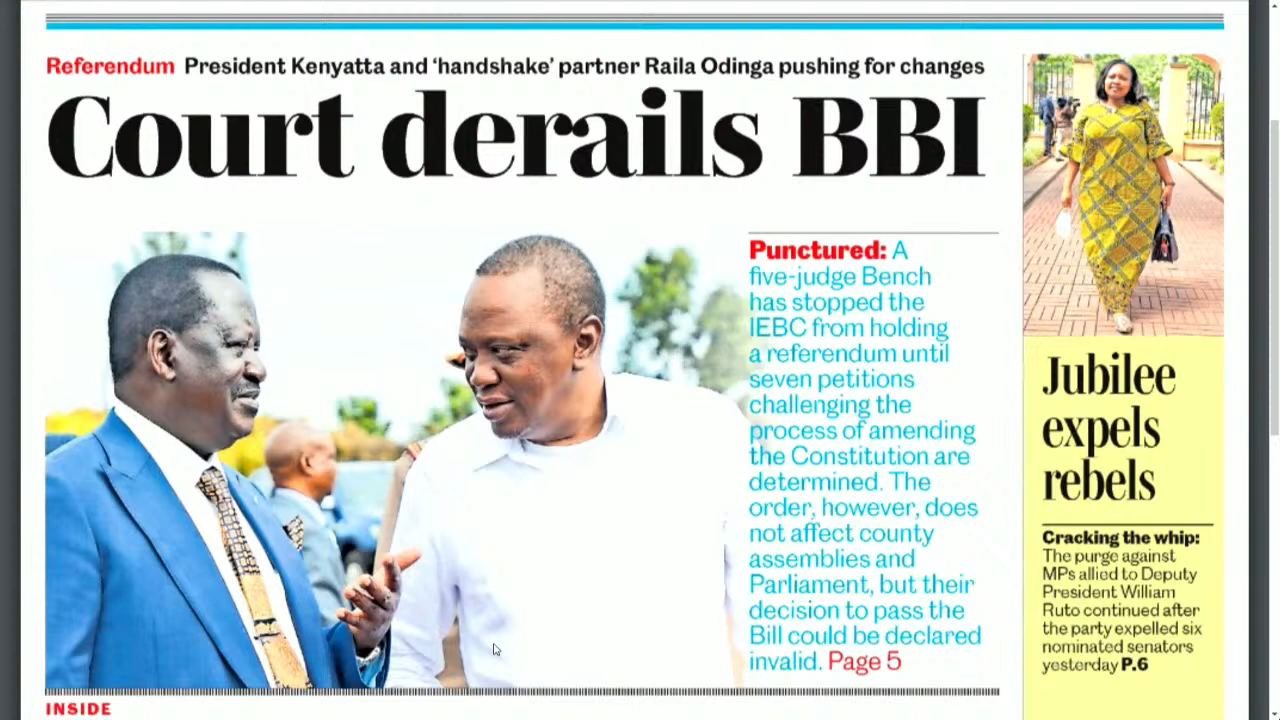 Referendum President Kenyatta and ‘handshake’ partner Raila Odinga pushing for changes
Court derails BBI
Punctured: A
five-judge Bench
has stopped the
IEBC from holding
a referendum until
seven petitions
challenging the
process of amending
the Constitution are
determined. The
order, however, does
not affect county
assemblies and
Parliament, but their
decision to pass the
Bill could be declared
invalid. Page 5
Jubilee
expels
rebels
Cracking the whip:
The purge against
MPs allied to Deputy
President William
Ruto continued after
the party expelled six
nominated senators
yesterday P.6
INSIDE